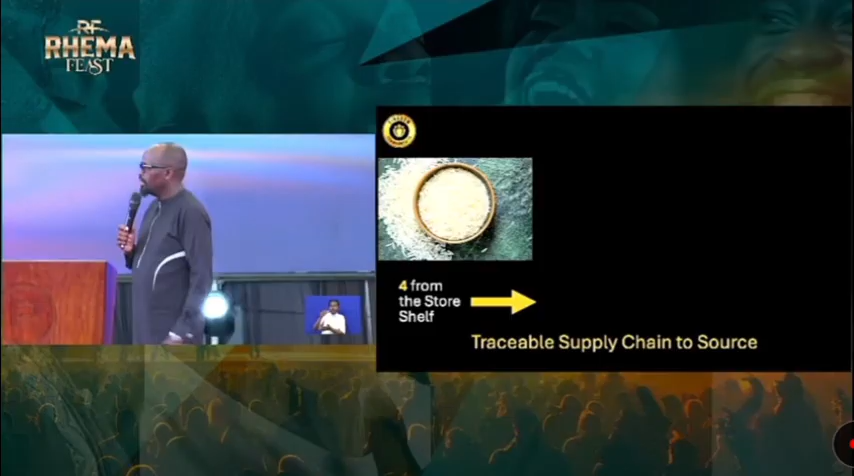 RF
RHEMA
FEAST
4 from
the Store
Shelf
Traceable Supply Chain to Source